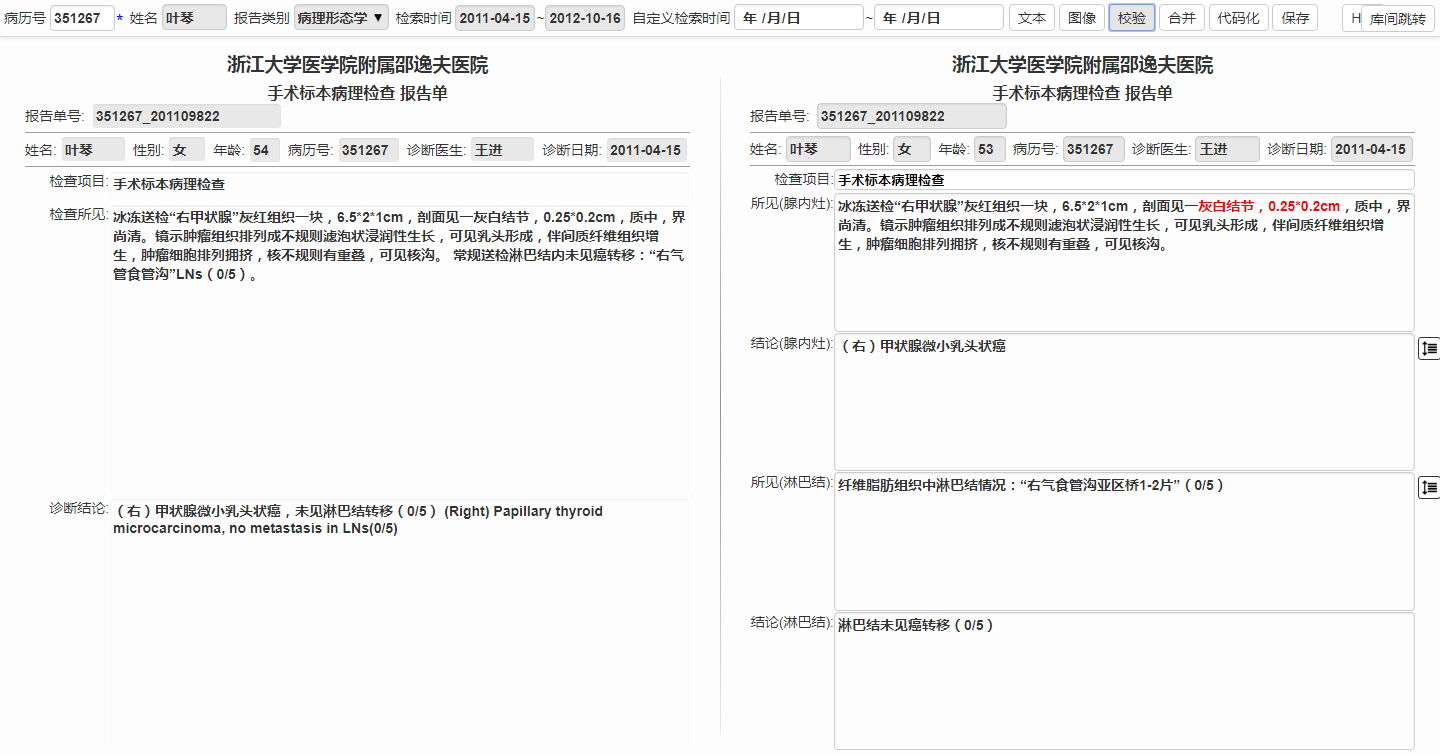 病历号 351267 * 姓名 叶琴 报告类别 病理形态学 ▼ 检索时间 2011-04-15 ~ 2012-10-16 自定义检索时间 年 /月/日 ~ 年 /月/日 文本 图像 校验 合并 代码化 保存 H 库间跳转
浙江大学医学院附属邵逸夫医院
手术标本病理检查 报告单
报告单号: 351267_201109822
姓名: 叶琴 性别: 女 年龄: 54 病历号: 351267 诊断医生: 王进 诊断日期: 2011-04-15
检查项目: 手术标本病理检查
检查所见: 冰冻送检“右甲状腺”灰红组织一块，6.5*2*1cm，剖面见一灰白结节，0.25*0.2cm，质中，界
尚清。镜示肿瘤组织排列成不规则滤泡状浸润性生长，可见乳头形成，伴间质纤维组织增
生，肿瘤细胞排列拥挤，核不规则有重叠，可见核沟。 常规送检淋巴结内未见癌转移：“右气
管食管沟”LNs（0/5）。
诊断结论: （右）甲状腺微小乳头状癌，未见淋巴结转移（0/5） (Right) Papillary thyroid
microcarcinoma, no metastasis in LNs(0/5)
浙江大学医学院附属邵逸夫医院
手术标本病理检查 报告单
报告单号: 351267_201109822
姓名: 叶琴 性别: 女 年龄: 53 病历号: 351267 诊断医生: 王进 诊断日期: 2011-04-15
检查项目: 手术标本病理检查
所见(腺内灶): 冰冻送检“右甲状腺”灰红组织一块，6.5*2*1cm，剖面见一灰白结节，0.25*0.2cm，质中，界
尚清。镜示肿瘤组织排列成不规则滤泡状浸润性生长，可见乳头形成，伴间质纤维组织增
生，肿瘤细胞排列拥挤，核不规则有重叠，可见核沟。
结论(腺内灶): （右）甲状腺微小乳头状癌
所见(淋巴结): 纤维脂肪组织中淋巴结情况：“右气食管沟亚区桥1-2片”（0/5）
结论(淋巴结): 淋巴结未见癌转移（0/5）